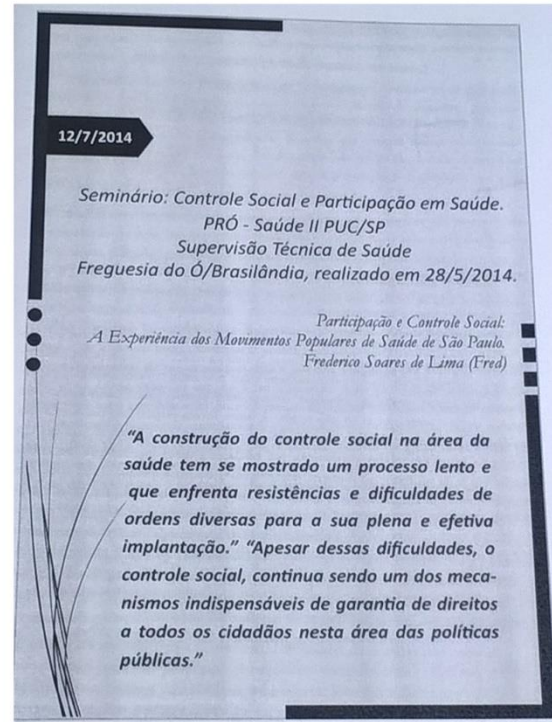 12/7/2014
Seminário: Controle Social e Participação em Saúde.
PRÓ - Saúde II PUC/SP
Supervisão Técnica de Saúde
Freguesia do Ó/Brasilândia, realizado em 28/5/2014.
Participação e Controle Social:
A Experiência dos Movimentos Populares de Saúde de São Paulo.
Frederico Soares de Lima (Fred)
"A construção do controle social na área da
saúde tem se mostrado um processo lento e
que enfrenta resistências e dificuldades de
ordens diversas para a sua plena e efetiva
implantação." "Apesar dessas dificuldades, o
controle social, continua sendo um dos meca-
nismos indispensáveis de garantia de direitos
a todos os cidadãos nesta área das políticas
públicas."